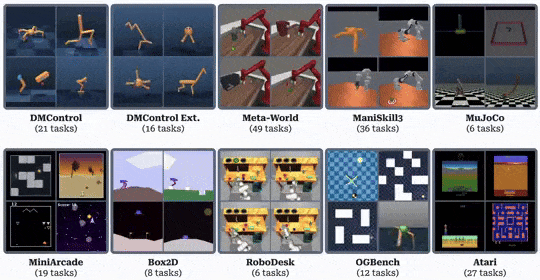 DMControl
(21 tasks)
DMControl Ext.
(16 tasks)
Meta-World
(49 tasks)
ManiSkill3
(36 tasks)
MuJoCo
(6 tasks)
MiniArcade
(19 tasks)
Box2D
(8 tasks)
RoboDesk
(6 tasks)
OGBench
(12 tasks)
Atari
(27 tasks)